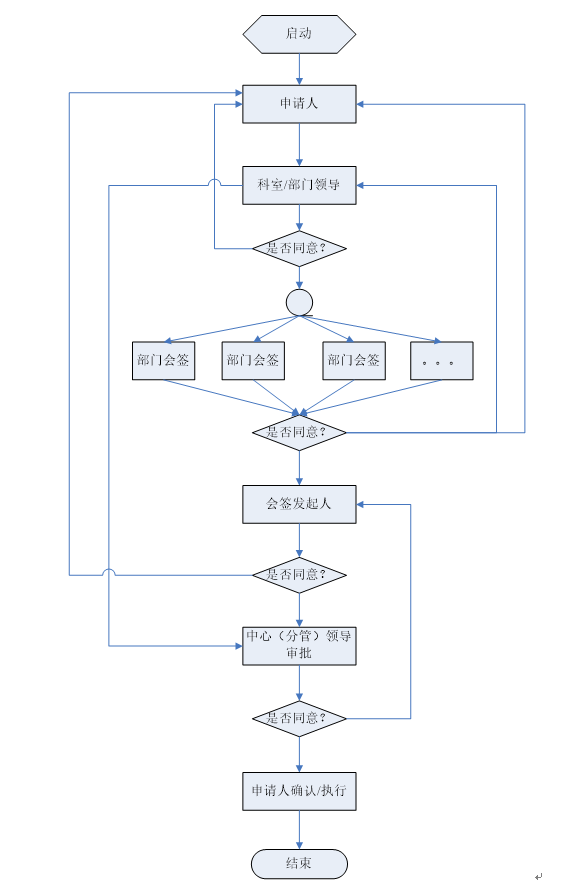 启动
申请人
科室/部门领导
是否同意?
部门会签
部门会签
部门会签
。。。
是否同意?
会签发起人
是否同意?
中心（分管）领导
审批
是否同意?
申请人确认/执行
结束